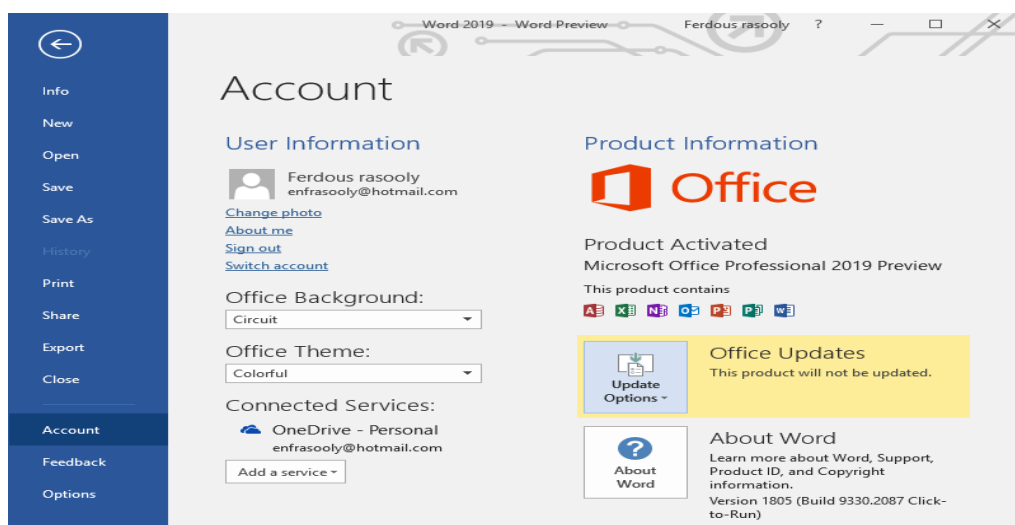 Word 2019 - Word Preview
Ferdous rasooly
?
Info
New
Open
Save
Save As
History
Print
Share
Export
Close
Account
Feedback
Options
Account
User Information
Ferdous rasooly
enfrasooly@hotmail.com
Change photo
About me
Sign out
Switch account
Office Background:
Circuit
Office Theme:
Colorful
Connected Services:
OneDrive - Personal
enfrasooly@hotmail.com
Add a service
Product Information
Office
Product Activated
Microsoft Office Professional 2019 Preview
This product contains
Update
Options
Office Updates
This product will not be updated.
?
About
Word
About Word
Learn more about Word, Support,
Product ID, and Copyright
information.
Version 1805 (Build 9330.2087 Click-
to-Run)